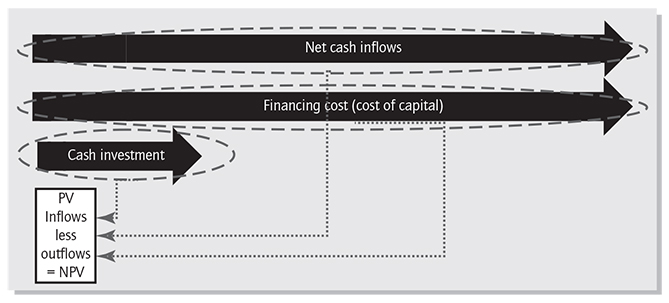 Net cash inflows
Financing cost (cost of capital)
Cash investment
PV
Inflows
less
outflows
= NPV